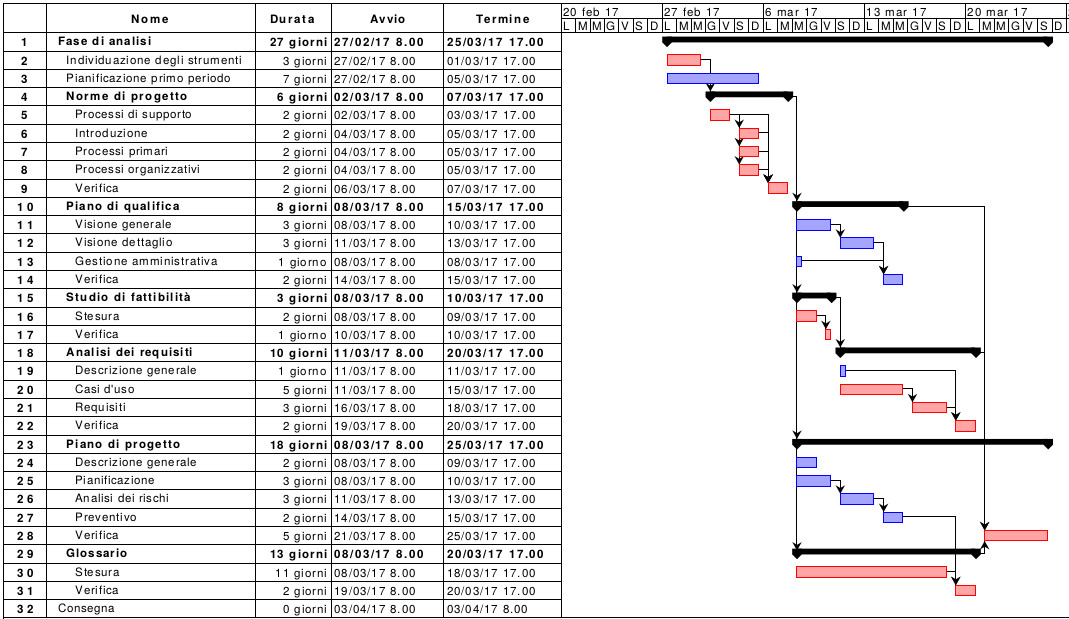 20 feb 17 27 feb 17 6 mar 17 13 mar 17 20 mar 17
Nome Durata Avvio Termine
L M M G V S D L M M G V S D L M M G V S D L M M G V S D L M M G V S D
1 Fase di analisi 27 giorni 27/02/17 8.00 25/03/17 17.00
2 Individuazione degli strumenti 3 giorni 27/02/17 8.00 01/03/17 17.00
3 Pianificazione primo periodo 7 giorni 27/02/17 8.00 05/03/17 17.00
4 Norme di progetto 6 giorni 02/03/17 8.00 07/03/17 17.00
5 Processi di supporto 2 giorni 02/03/17 8.00 03/03/17 17.00
6 Introduzione 2 giorni 04/03/17 8.00 05/03/17 17.00
7 Processi primari 2 giorni 04/03/17 8.00 05/03/17 17.00
8 Processi organizzativi 2 giorni 04/03/17 8.00 05/03/17 17.00
9 Verifica 2 giorni 06/03/17 8.00 07/03/17 17.00
10 Piano di qualifica 8 giorni 08/03/17 8.00 15/03/17 17.00
11 Visione generale 3 giorni 08/03/17 8.00 10/03/17 17.00
12 Visione dettaglio 3 giorni 11/03/17 8.00 13/03/17 17.00
13 Gestione amministrativa 1 giorno 08/03/17 8.00 08/03/17 17.00
14 Verifica 2 giorni 14/03/17 8.00 15/03/17 17.00
15 Studio di fattibilità 3 giorni 08/03/17 8.00 10/03/17 17.00
16 Stesura 2 giorni 08/03/17 8.00 09/03/17 17.00
17 Verifica 1 giorno 10/03/17 8.00 10/03/17 17.00
18 Analisi dei requisiti 10 giorni 11/03/17 8.00 20/03/17 17.00
19 Descrizione generale 1 giorno 11/03/17 8.00 11/03/17 17.00
20 Casi d'uso 5 giorni 11/03/17 8.00 15/03/17 17.00
21 Requisiti 3 giorni 16/03/17 8.00 18/03/17 17.00
22 Verifica 2 giorni 19/03/17 8.00 20/03/17 17.00
23 Piano di progetto 18 giorni 08/03/17 8.00 25/03/17 17.00
24 Descrizione generale 2 giorni 08/03/17 8.00 09/03/17 17.00
25 Pianificazione 3 giorni 08/03/17 8.00 10/03/17 17.00
26 Analisi dei rischi 3 giorni 11/03/17 8.00 13/03/17 17.00
27 Preventivo 2 giorni 14/03/17 8.00 15/03/17 17.00
28 Verifica 5 giorni 21/03/17 8.00 25/03/17 17.00
29 Glossario 13 giorni 08/03/17 8.00 20/03/17 17.00
30 Stesura 11 giorni 08/03/17 8.00 18/03/17 17.00
31 Verifica 2 giorni 19/03/17 8.00 20/03/17 17.00
32 Consegna 0 giorni 03/04/17 8.00 03/04/17 8.00